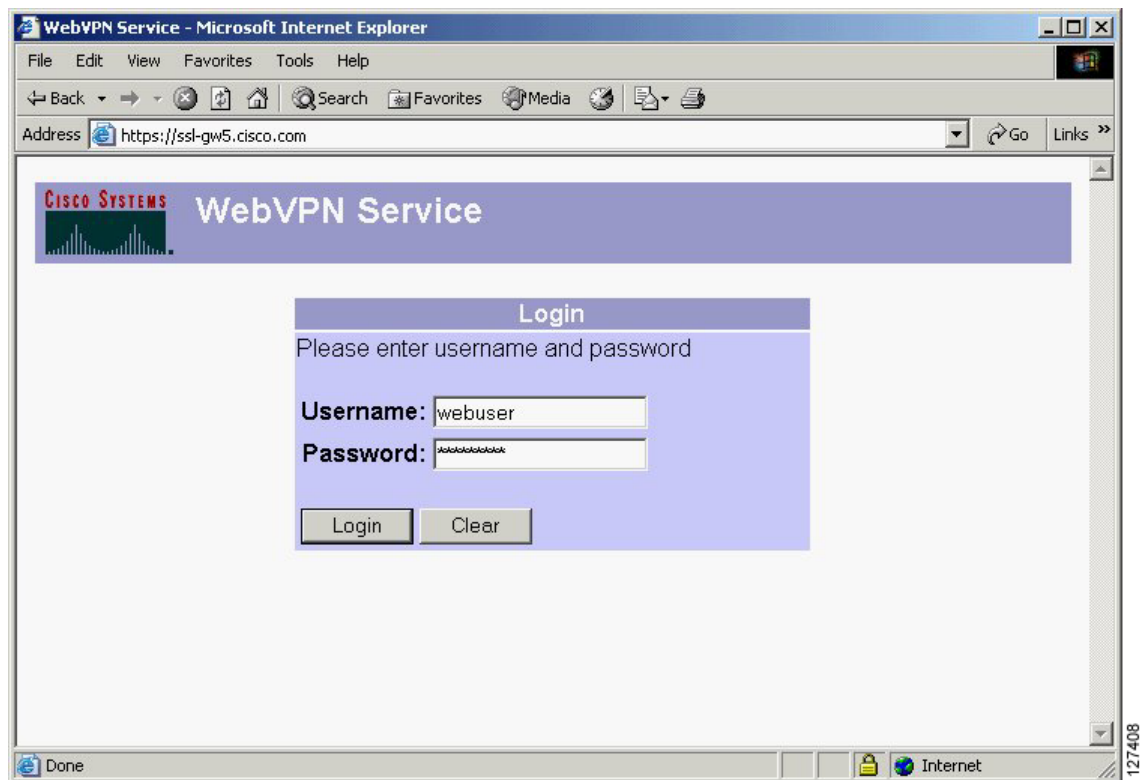 WebVPN Service - Microsoft Internet Explorer
File Edit View Favorites Tools Help
Back Search Favorites Media
Address https://ssl-gw5.cisco.com Go Links »
CISCO SYSTEMS WebVPN Service
Login
Please enter username and password
Username: webuser
Password: **********
Login Clear
Done Internet
127408